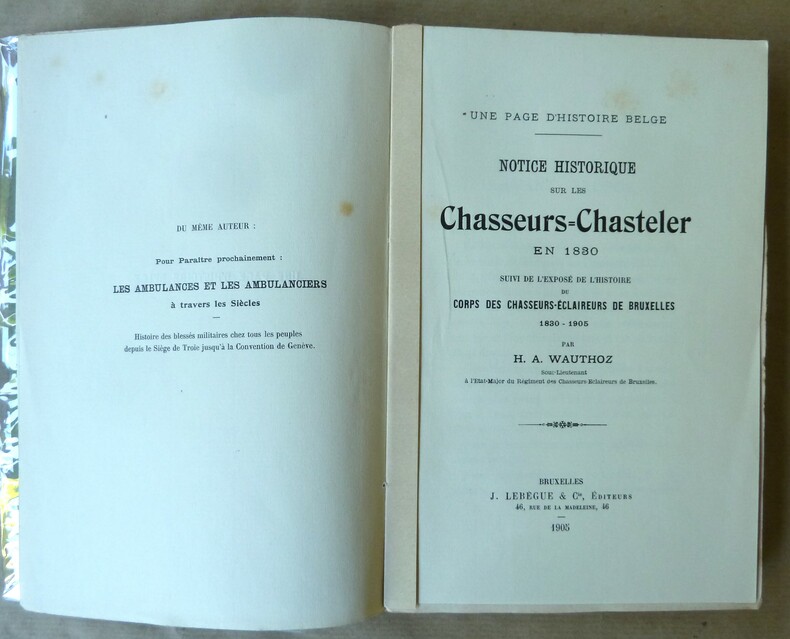 DU MÊME AUTEUR :
Pour Paraître prochainement :
LES AMBULANCES ET LES AMBULANCIERS
à travers les Siècles
Histoire des blessés militaires chez tous les peuples
depuis le Siège de Troie jusqu'à la Convention de Genève.
UNE PAGE D'HISTOIRE BELGE
NOTICE HISTORIQUE
SUR LES
Chasseurs=Chasteler
EN 1830
SUIVI DE L'EXPOSÉ DE L'HISTOIRE
DU
CORPS DES CHASSEURS-ÉCLAIREURS DE BRUXELLES
1830 - 1905
PAR
H. A. WAUTHOZ
Sous-Lieutenant
à l'Etat-Major du Régiment des Chasseurs-Eclaireurs de Bruxelles.
BRUXELLES
J. LEBÈGUE & Cie, ÉDITEURS
46, RUE DE LA MADELEINE, 46
1905